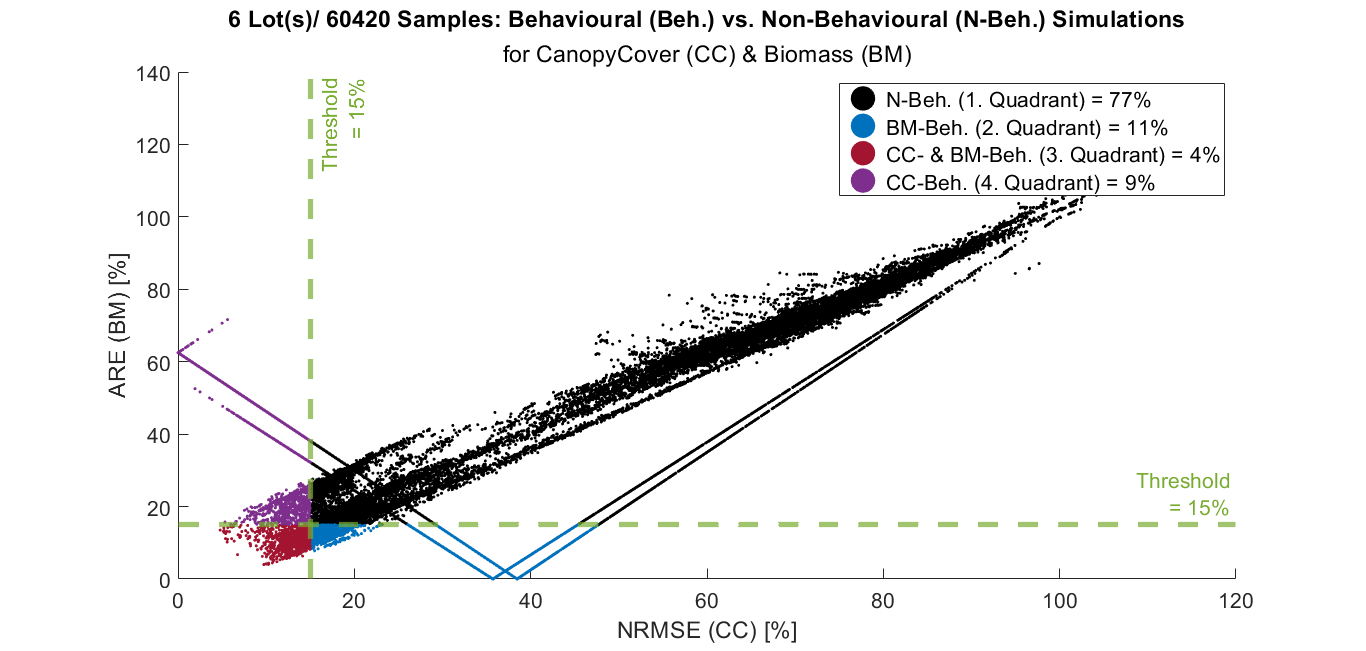 6 Lot(s)/ 60420 Samples: Behavioural (Beh.) vs. Non-Behavioural (N-Beh.) Simulations
for CanopyCover (CC) & Biomass (BM)
140
120
100
80
60
40
20
0
ARE (BM) [%]
Threshold
= 15%
N-Beh. (1. Quadrant) = 77%
BM-Beh. (2. Quadrant) = 11%
CC- & BM-Beh. (3. Quadrant) = 4%
CC-Beh. (4. Quadrant) = 9%
Threshold
= 15%
0 20 40 60 80 100 120
NRMSE (CC) [%]